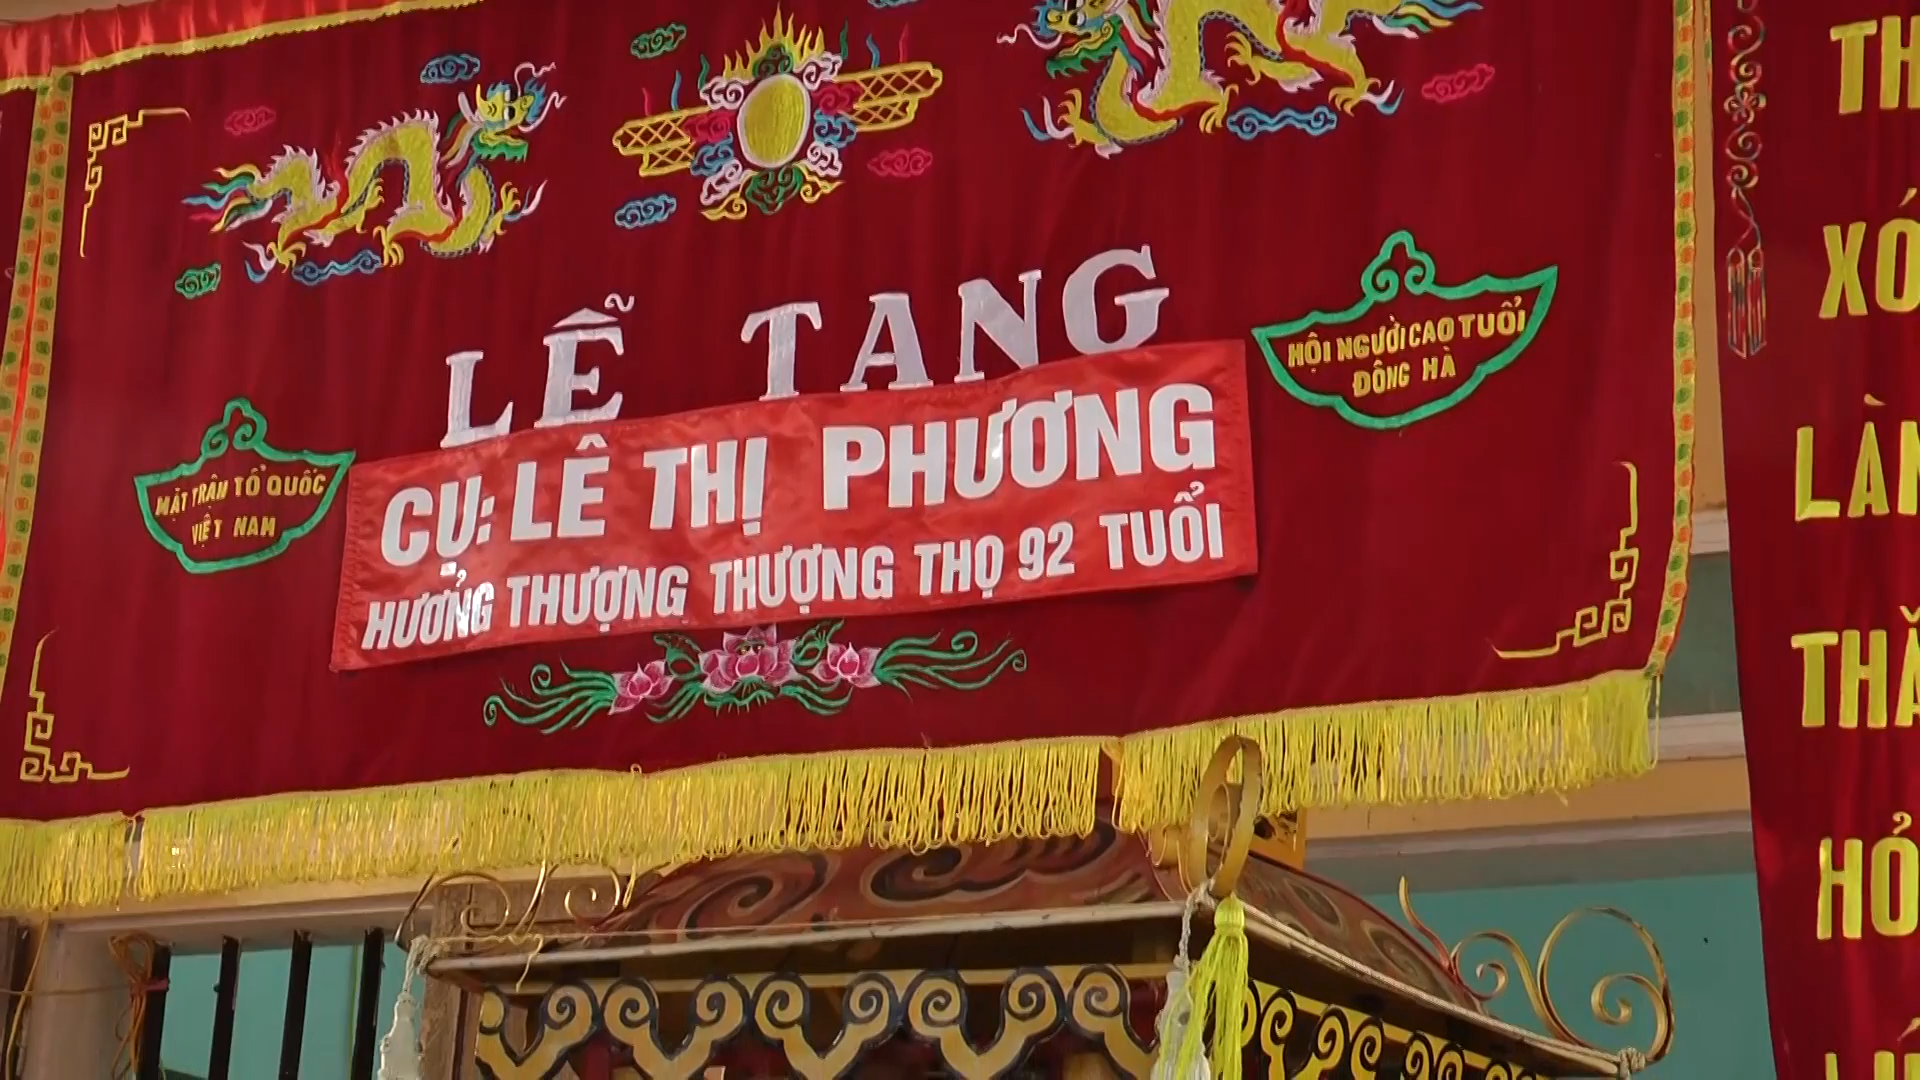 LỄ TANG
CỤ: LÊ THỊ PHƯƠNG
HƯỞNG THƯỢNG THƯỢNG THỌ 92 TUỔI
MẶT TRẬN TỔ QUỐC
VIỆT NAM
HỘI NGƯỜI CAO TUỔI
ĐÔNG HÀ
XÓ